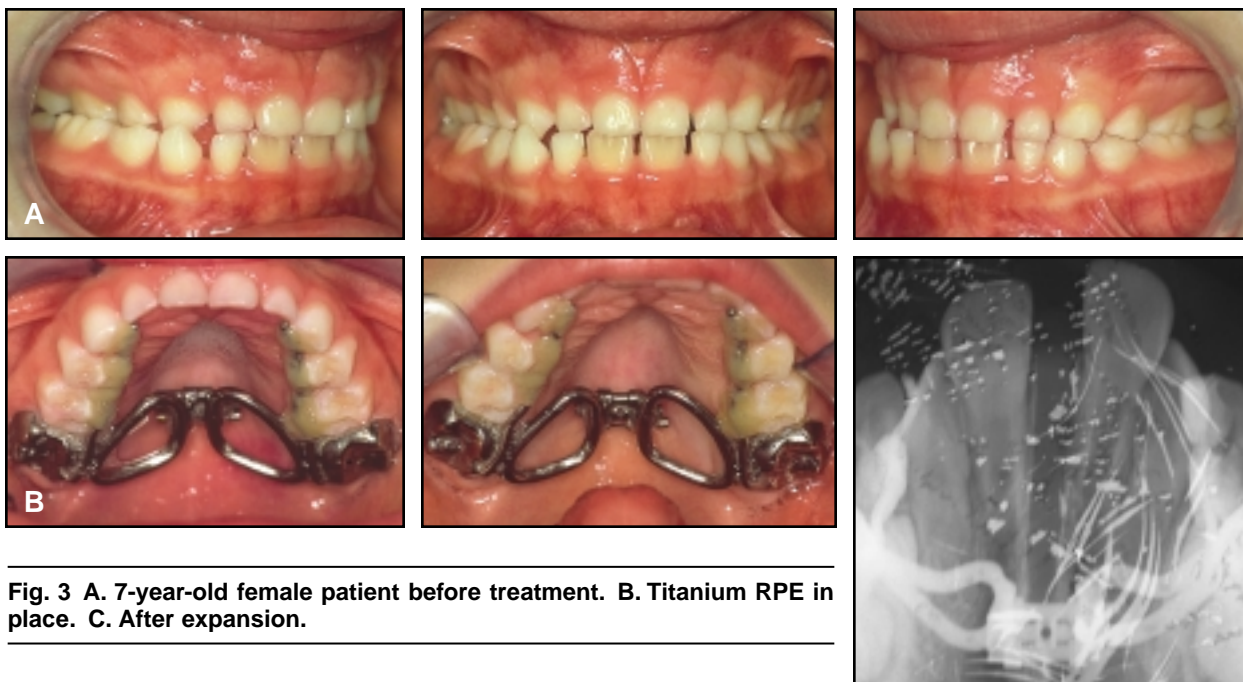 A
B
Fig. 3 A. 7-year-old female patient before treatment. B. Titanium RPE in
place. C. After expansion.